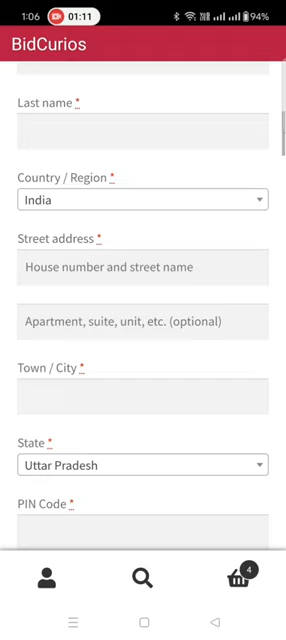 1:06
01:11
94%
BidCurios
Last name *
Country / Region *
India
Street address *
House number and street name
Apartment, suite, unit, etc. (optional)
Town / City *
State *
Uttar Pradesh
PIN Code *
4